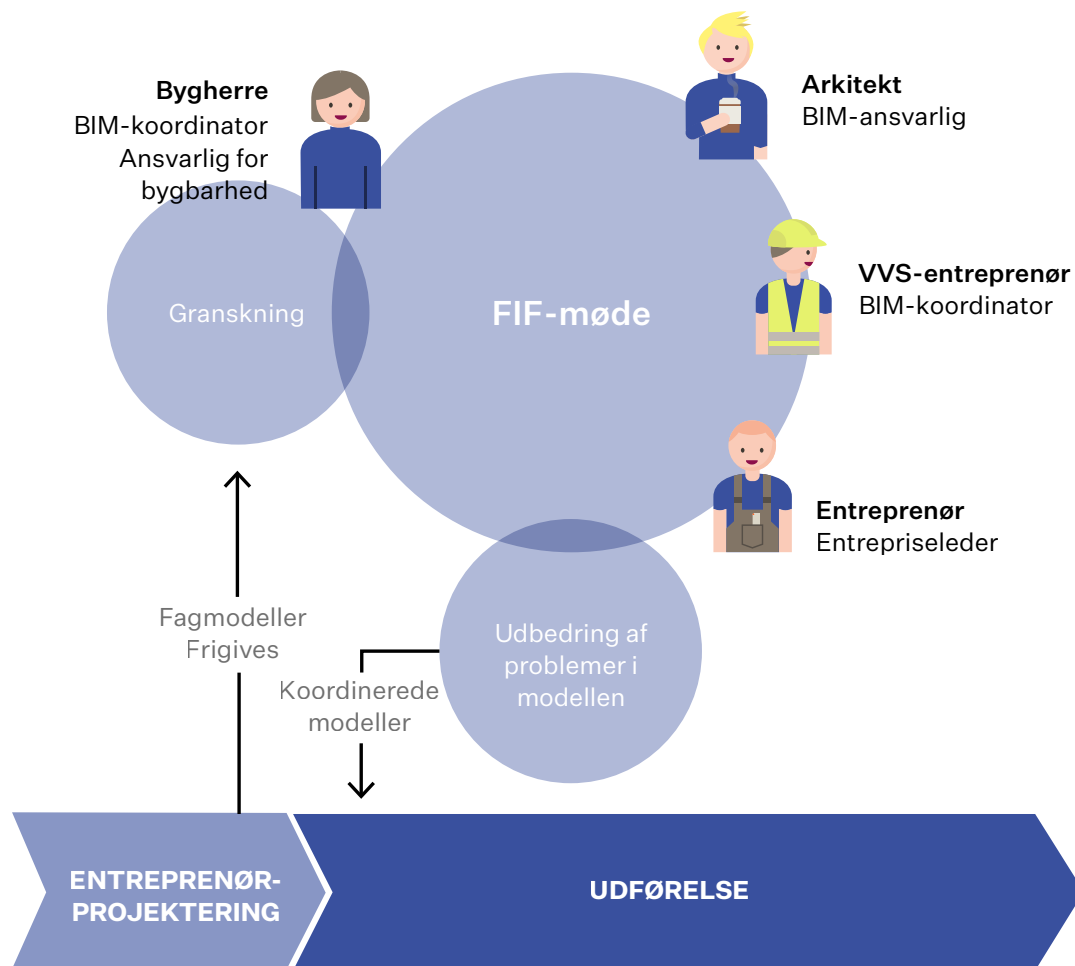 Bygherre
BIM-koordinator
Ansvarlig for
bygbarhed
Arkitekt
BIM-ansvarlig
Granskning
FIF-møde
VVS-entreprenør
BIM-koordinator
Entreprenør
Entrepriseleder
Fagmodeller
Frigives
Udbedring af
problemer i
modellen
Koordinerede
modeller
ENTREPRENØR-
PROJEKTERING
UDFØRELSE